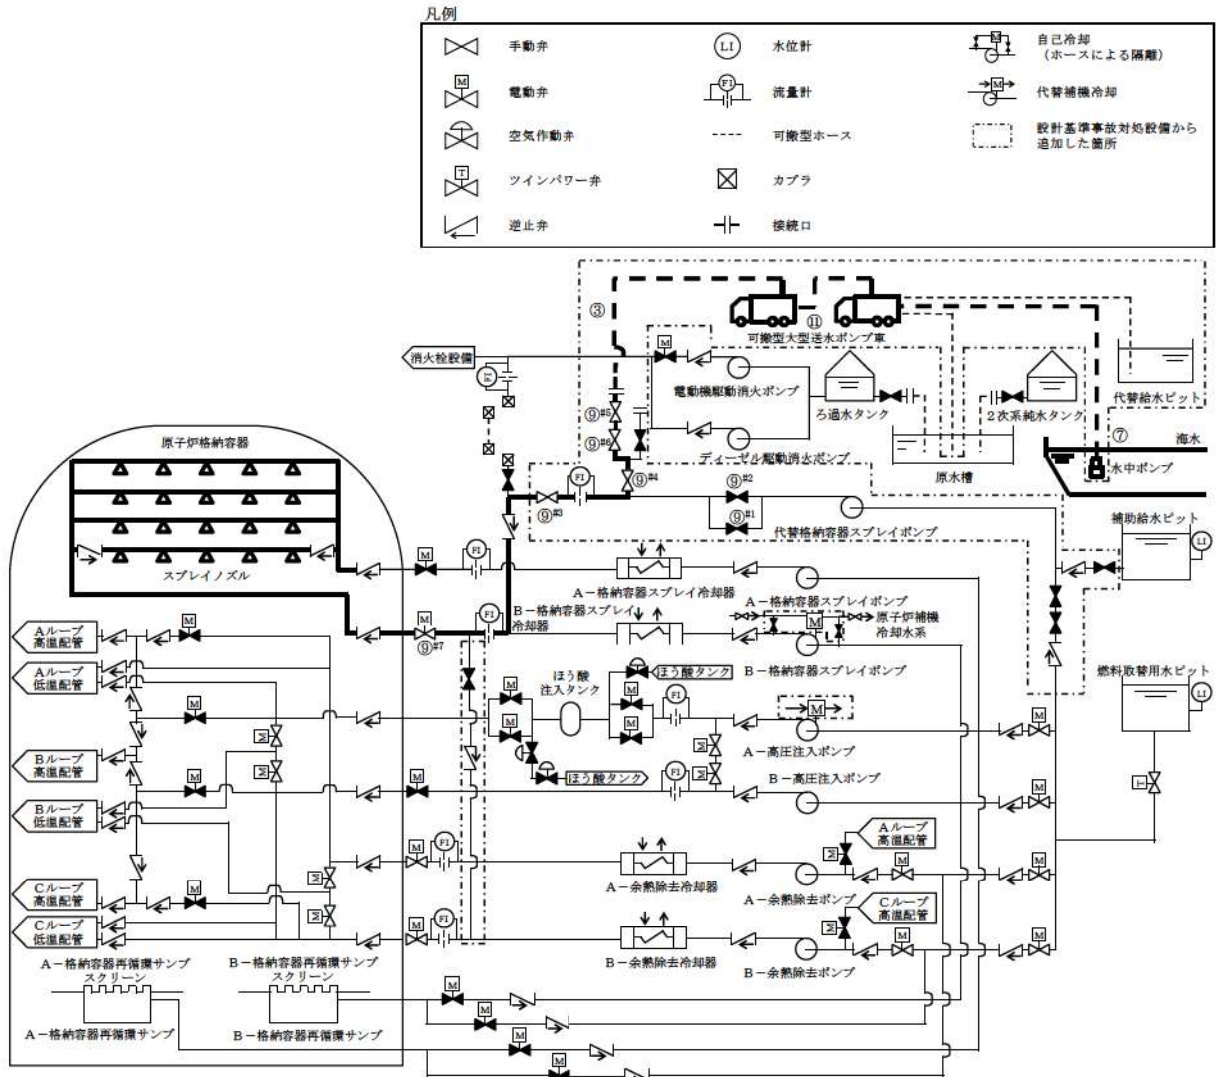 凡例
手動弁
LI
水位計
M
自己冷却
（ホースによる隔離）
M
電動弁
FI
流量計
M
代替補機冷却
空気作動弁
可搬型ホース
設計基準事故対処設備から
追加した箇所
T
ツインパワー弁
カプラ
逆止弁
接続口
③
⑪
可搬型大型送水ポンプ車
消火栓設備
M
FI
電動機駆動消火ポンプ
ろ過水タンク
2次系純水タンク
代替給水ピット
⑨#5
⑨#6
ディーゼル駆動消火ポンプ
原水槽
⑦
海水
水中ポンプ
原子炉格納容器
FI
⑨#4
⑨#2
⑨#3
⑨#1
代替格納容器スプレイポンプ
補助給水ピット
LI
スプレイノズル
M
FI
A－格納容器スプレイ冷却器
A－格納容器スプレイポンプ
B－格納容器スプレイ
冷却器
FI
M
⑨#7
M
原子炉補機
冷却水系
B－格納容器スプレイポンプ
Aループ
高温配管
M
Aループ
低温配管
M
ほう酸
注入タンク
ほう酸タンク
M
M
M
M
FI
M
A－高圧注入ポンプ
燃料取替用水ピット
LI
M
Bループ
高温配管
M
M
M
ほう酸タンク
M
M
M
FI
B－高圧注入ポンプ
M
T
Bループ
低温配管
M
FI
A－余熱除去冷却器
Aループ
高温配管
M
M
A－余熱除去ポンプ
M
Cループ
高温配管
M
M
M
Cループ
低温配管
M
FI
B－余熱除去冷却器
Cループ
高温配管
M
M
B－余熱除去ポンプ
M
A－格納容器再循環サンプ
スクリーン
B－格納容器再循環サンプ
スクリーン
A－格納容器再循環サンプ
B－格納容器再循環サンプ
M
M
M
M